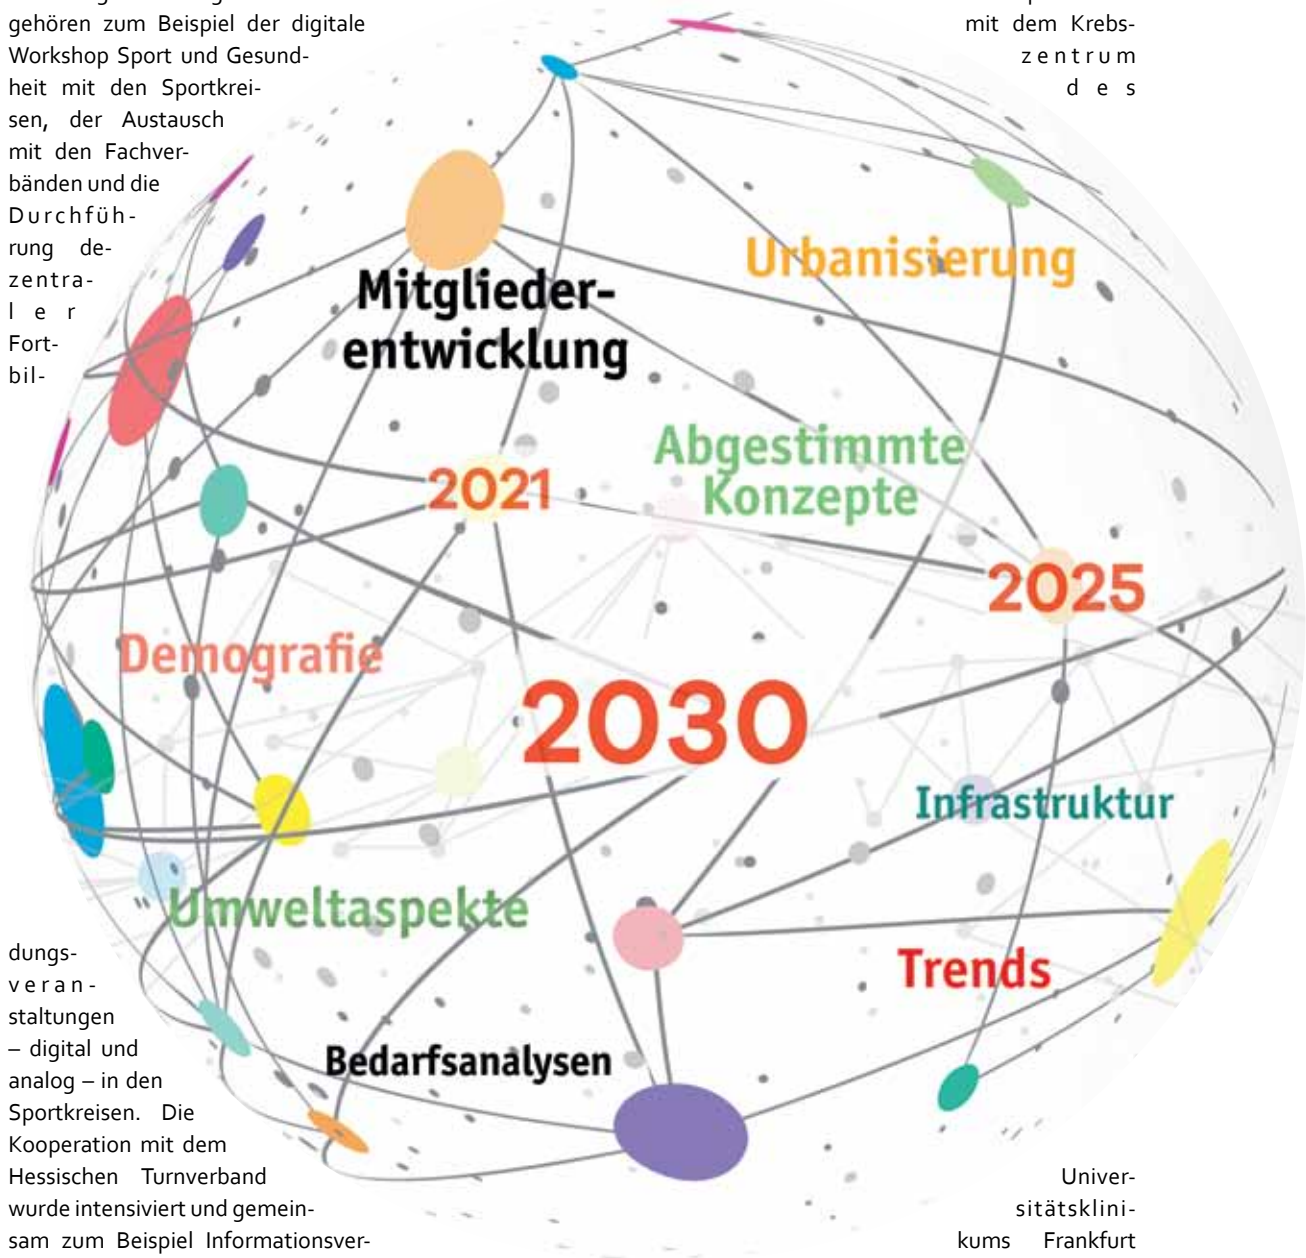 gehören zum Beispiel der digitale
Workshop Sport und Gesund-
heit mit den Sportkrei-
sen, der Austausch
mit den Fachver-
bänden und die
Durchfüh-
rung de-
zentra-
ler
Fort-
bil-
dungs-
veran-
staltungen
– digital und
analog – in den
Sportkreisen. Die
Kooperation mit dem
Hessischen Turnverband
wurde intensiviert und gemein-
sam zum Beispiel Informationsver-
Mitglieder-
entwicklung
Urbanisierung
Abgestimmte
Konzepte
2021
2025
Demografie
2030
Infrastruktur
Umweltaspekte
Trends
Bedarfsanalysen
mit dem Krebs-
zentrum
des
Univer-
sitätsklini-
kums Frankfurt